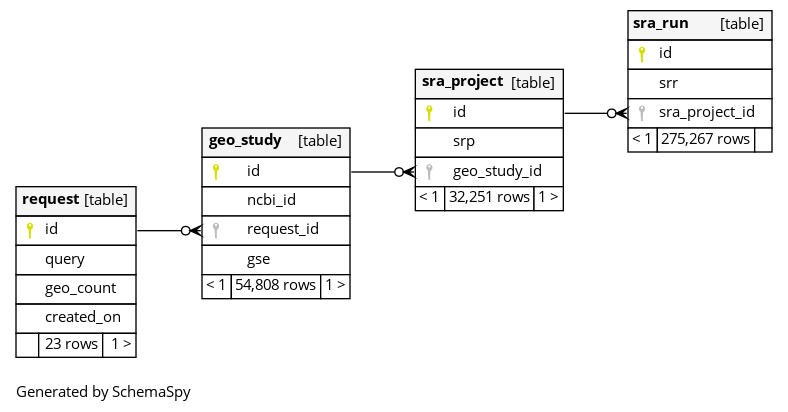 sra_run [table]
id
srr
sra_project_id
< 1 275,267 rows
sra_project [table]
id
srp
geo_study_id
< 1 32,251 rows 1 >
geo_study [table]
id
ncbi_id
request_id
gse
< 1 54,808 rows 1 >
request [table]
id
query
geo_count
created_on
23 rows 1 >
Generated by SchemaSpy